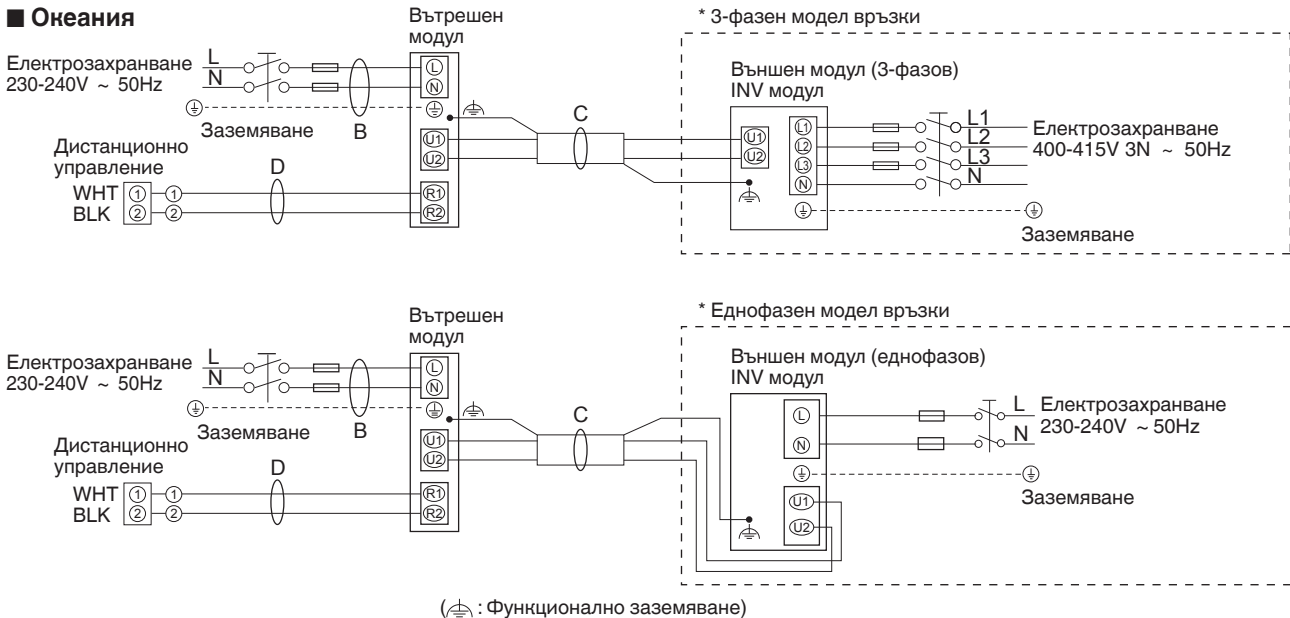 ■ Океания
Вътрешен
модул
* 3-фазен модел връзки
Електрозахранване
230-240V ~ 50Hz
L
N
Заземяване
B
L
N
U1
U2
C
Външен модул (3-фазов)
INV модул
U1
U2
L1
L2
L3
N
L1
L2
L3
N
Електрозахранване
400-415V 3N ~ 50Hz
Заземяване
Дистанционно
управление
WHT 1 1
BLK 2 2
D
R1
R2
Вътрешен
модул
* Еднофазен модел връзки
Електрозахранване
230-240V ~ 50Hz
L
N
Заземяване
B
L
N
U1
U2
C
Външен модул (еднофазов)
INV модул
L
N
U1
U2
L
N
Електрозахранване
230-240V ~ 50Hz
Заземяване
Дистанционно
управление
WHT 1 1
BLK 2 2
D
R1
R2
( : Функционално заземяване)